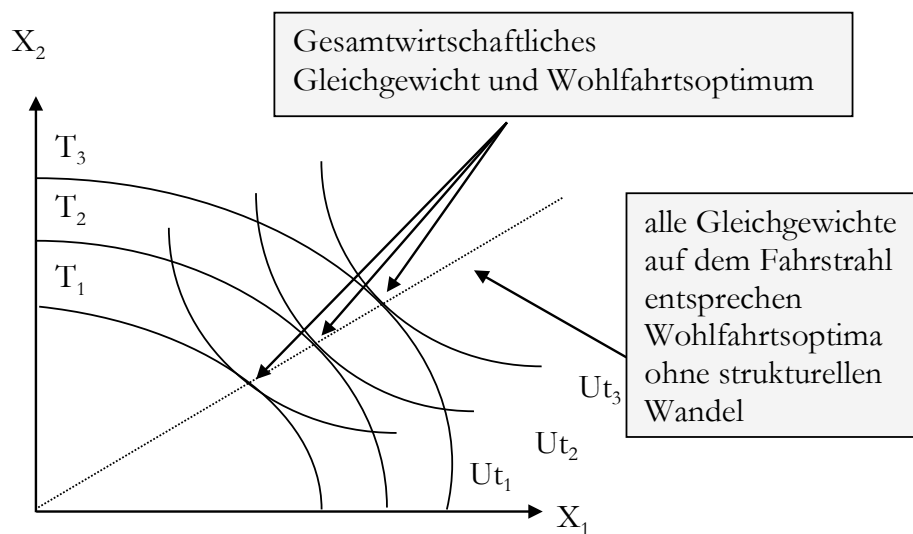 Gesamtwirtschaftliches
Gleichgewicht und Wohlfahrtsoptimum
X₂
T₃
T₂
T₁
alle Gleichgewichte
auf dem Fahrstrahl
entsprechen
Wohlfahrtsoptima
ohne strukturellen
Wandel
Ut₃
Ut₂
Ut₁
X₁